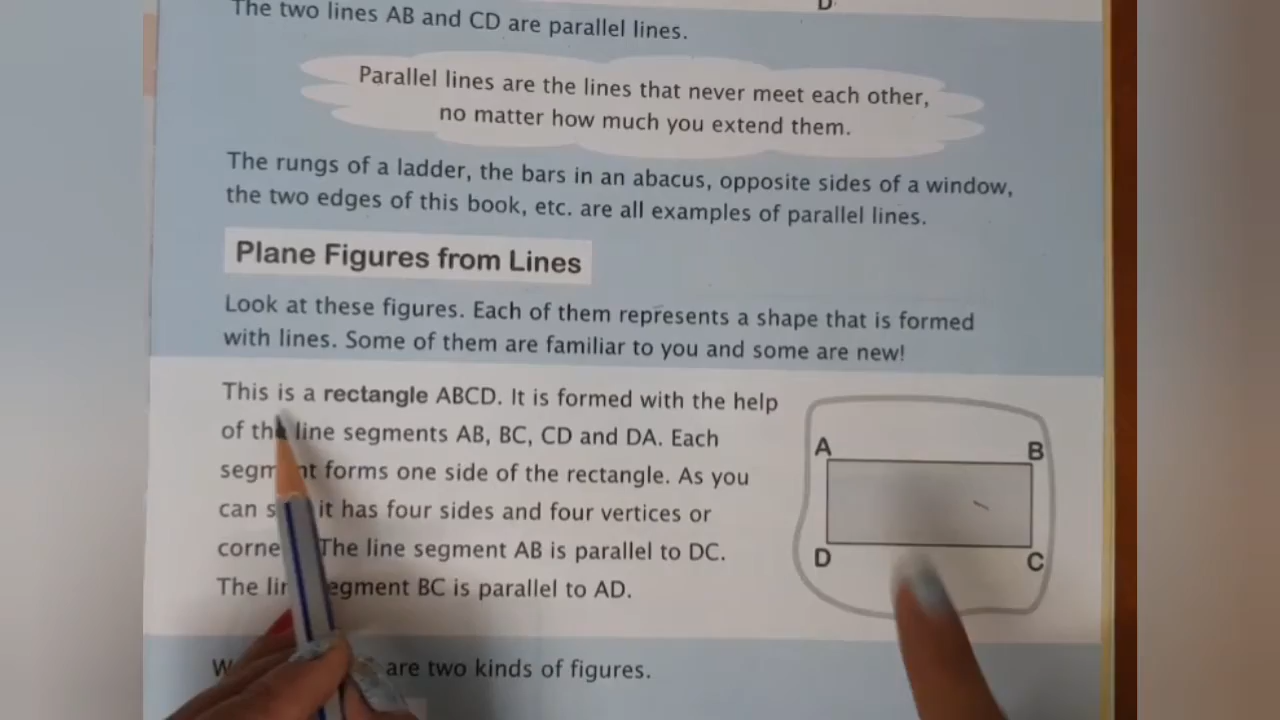 D
The two lines AB and CD are parallel lines.
Parallel lines are the lines that never meet each other,
no matter how much you extend them.
The rungs of a ladder, the bars in an abacus, opposite sides of a window,
the two edges of this book, etc. are all examples of parallel lines.
Plane Figures from Lines
Look at these figures. Each of them represents a shape that is formed
with lines. Some of them are familiar to you and some are new!
This is a rectangle ABCD. It is formed with the help
of the line segments AB, BC, CD and DA. Each
segment forms one side of the rectangle. As you
can it has four sides and four vertices or
The line segment AB is parallel to DC.
The line segment BC is parallel to AD.
A B
D C
are two kinds of figures.